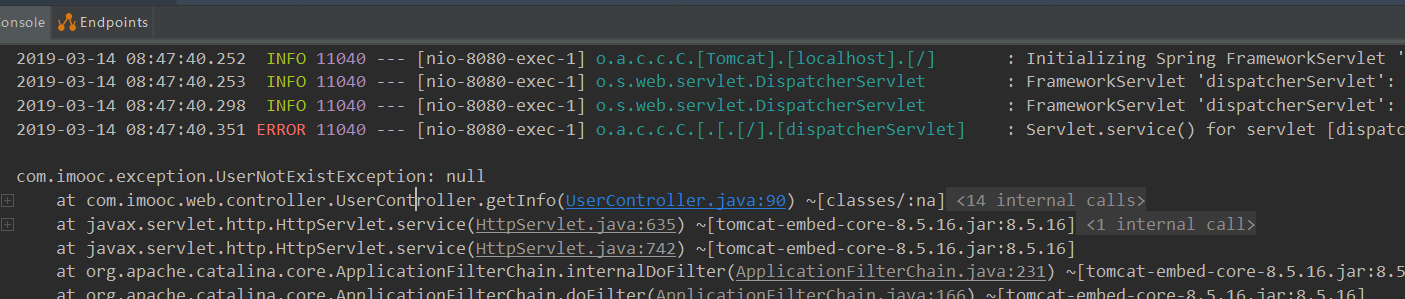 onsole Endpoints
2019-03-14 08:47:40.252  INFO 11040 --- [nio-8080-exec-1] o.a.c.c.C.[Tomcat].[localhost].[/]       : Initializing Spring FrameworkServlet '
2019-03-14 08:47:40.253  INFO 11040 --- [nio-8080-exec-1] o.s.web.servlet.DispatcherServlet        : FrameworkServlet 'dispatcherServlet':
2019-03-14 08:47:40.298  INFO 11040 --- [nio-8080-exec-1] o.s.web.servlet.DispatcherServlet        : FrameworkServlet 'dispatcherServlet':
2019-03-14 08:47:40.351 ERROR 11040 --- [nio-8080-exec-1] o.a.c.c.C.[.[.[/].[dispatcherServlet]    : Servlet.service() for servlet [dispatc
com.imooc.exception.UserNotExistException: null
at com.imooc.web.controller.UserController.getInfo(UserController.java:90) ~[classes/:na] <14 internal calls>
at javax.servlet.http.HttpServlet.service(HttpServlet.java:635) ~[tomcat-embed-core-8.5.16.jar:8.5.16] <1 internal call>
at javax.servlet.http.HttpServlet.service(HttpServlet.java:742) ~[tomcat-embed-core-8.5.16.jar:8.5.16]
at org.apache.catalina.core.ApplicationFilterChain.internalDoFilter(ApplicationFilterChain.java:231) ~[tomcat-embed-core-8.5.16.j
at org.apache.catalina.core.ApplicationFilterChain.doFilter(ApplicationFilterChain.java:166) ~[tomcat-embed-core-8.5.16.jar:8.5.16]